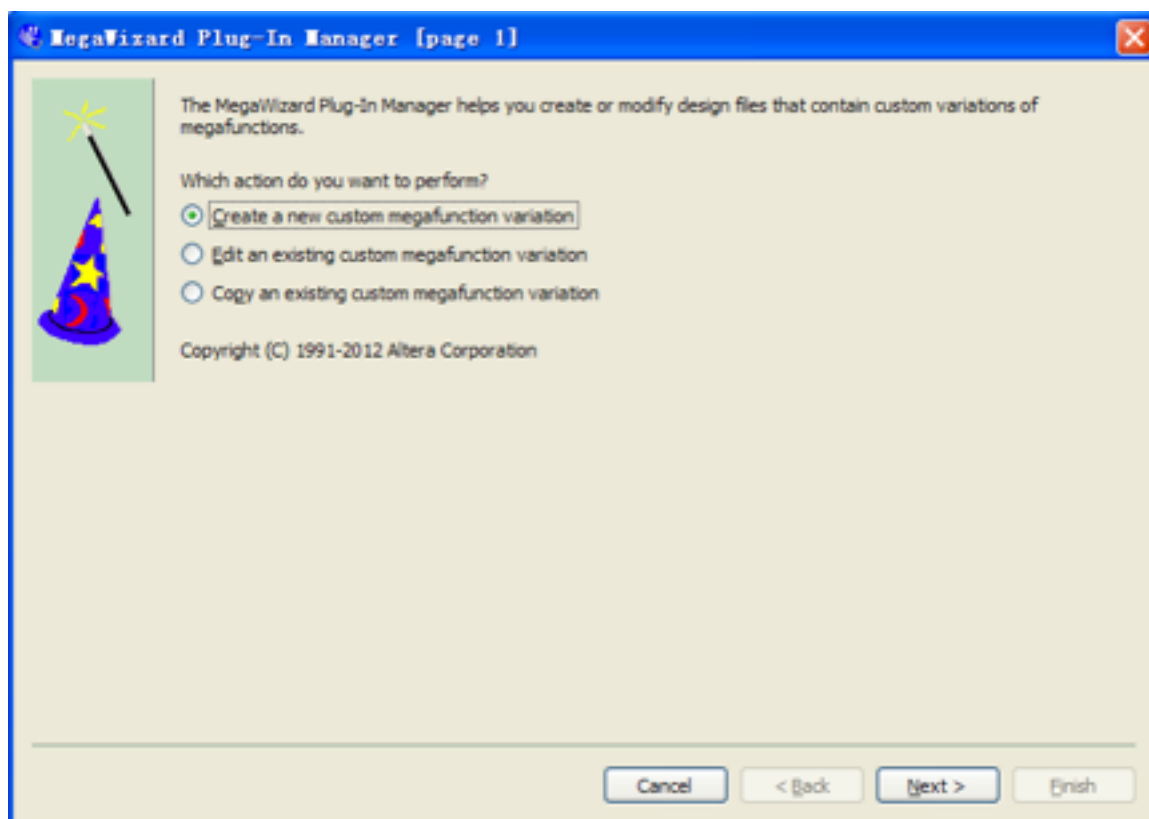 MegaWizard Plug-In Manager [page 1]
The MegaWizard Plug-In Manager helps you create or modify design files that contain custom variations of
megafunctions.
Which action do you want to perform?
Create a new custom megafunction variation
Edit an existing custom megafunction variation
Copy an existing custom megafunction variation
Copyright (C) 1991-2012 Altera Corporation
Cancel < Back Next > Finish